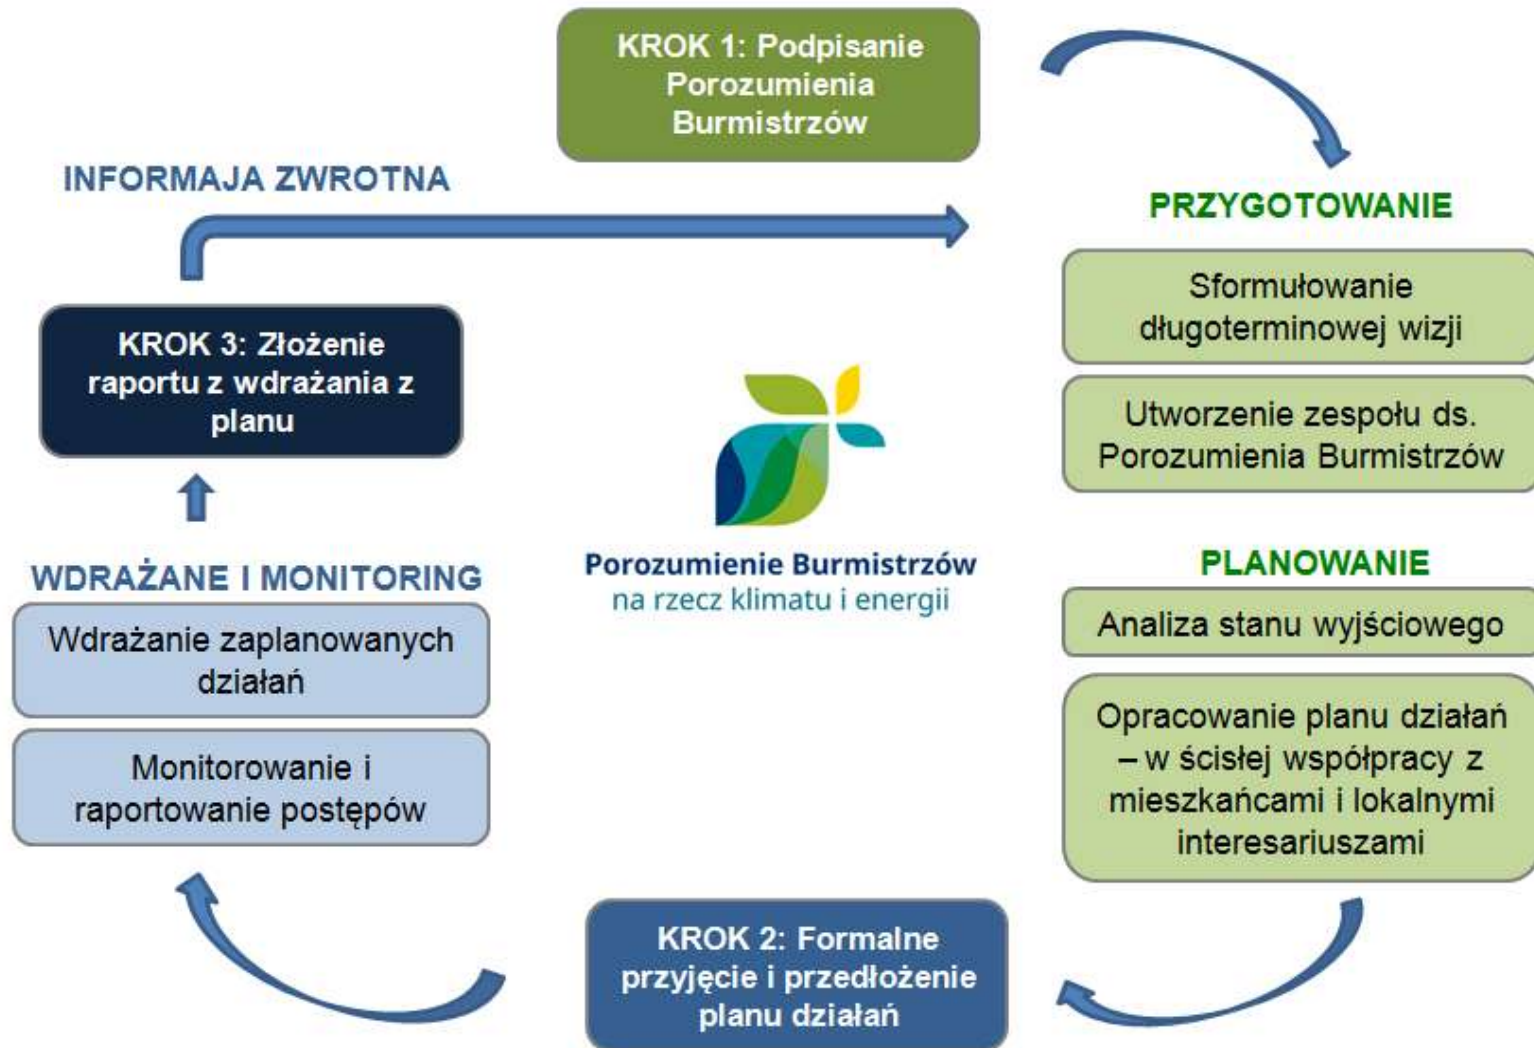 KROK 1: Podpisanie
Porozumienia
Burmistrzów
INFORMAJA ZWROTNA
PRZYGOTOWANIE
Sformułowanie
długoterminowej wizji
Utworzenie zespołu ds.
Porozumienia Burmistrzów
KROK 3: Złożenie
raportu z wdrażania z
planu
Porozumienie Burmistrzów
na rzecz klimatu i energii
PLANOWANIE
Analiza stanu wyjściowego
Opracowanie planu działań
– w ścisłej współpracy z
mieszkańcami i lokalnymi
interesariuszami
WDRAŻANE I MONITORING
Wdrażanie zaplanowanych
działań
Monitorowanie i
raportowanie postępów
KROK 2: Formalne
przyjęcie i przedłożenie
planu działań